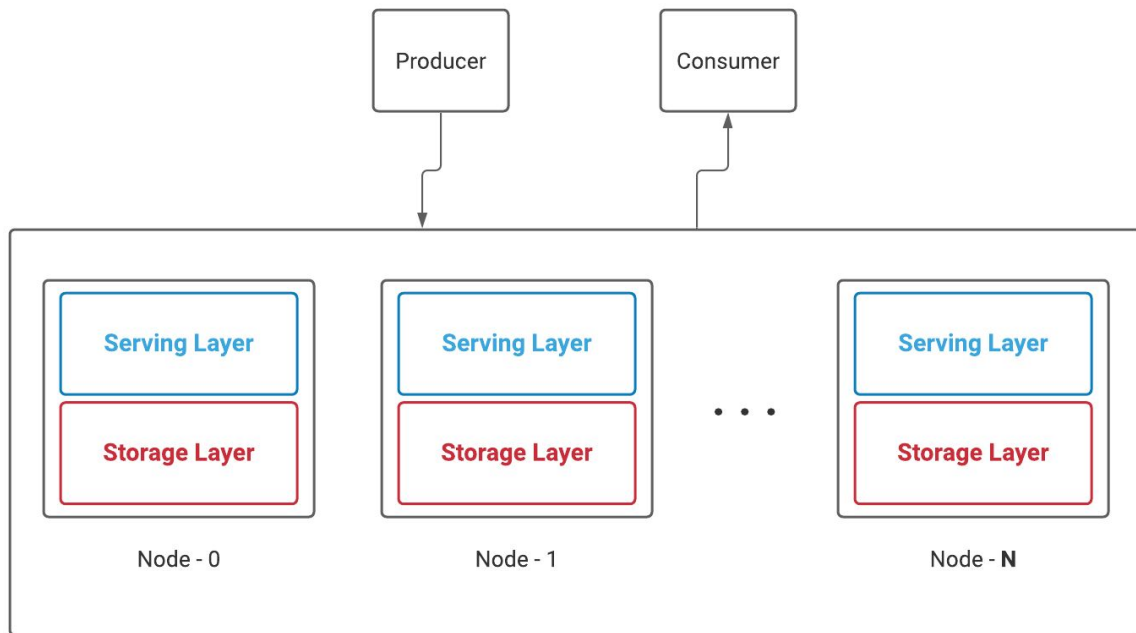 Producer
Consumer
Serving Layer
Serving Layer
Serving Layer
Storage Layer
Storage Layer
Storage Layer
Node - 0
Node - 1
Node - N